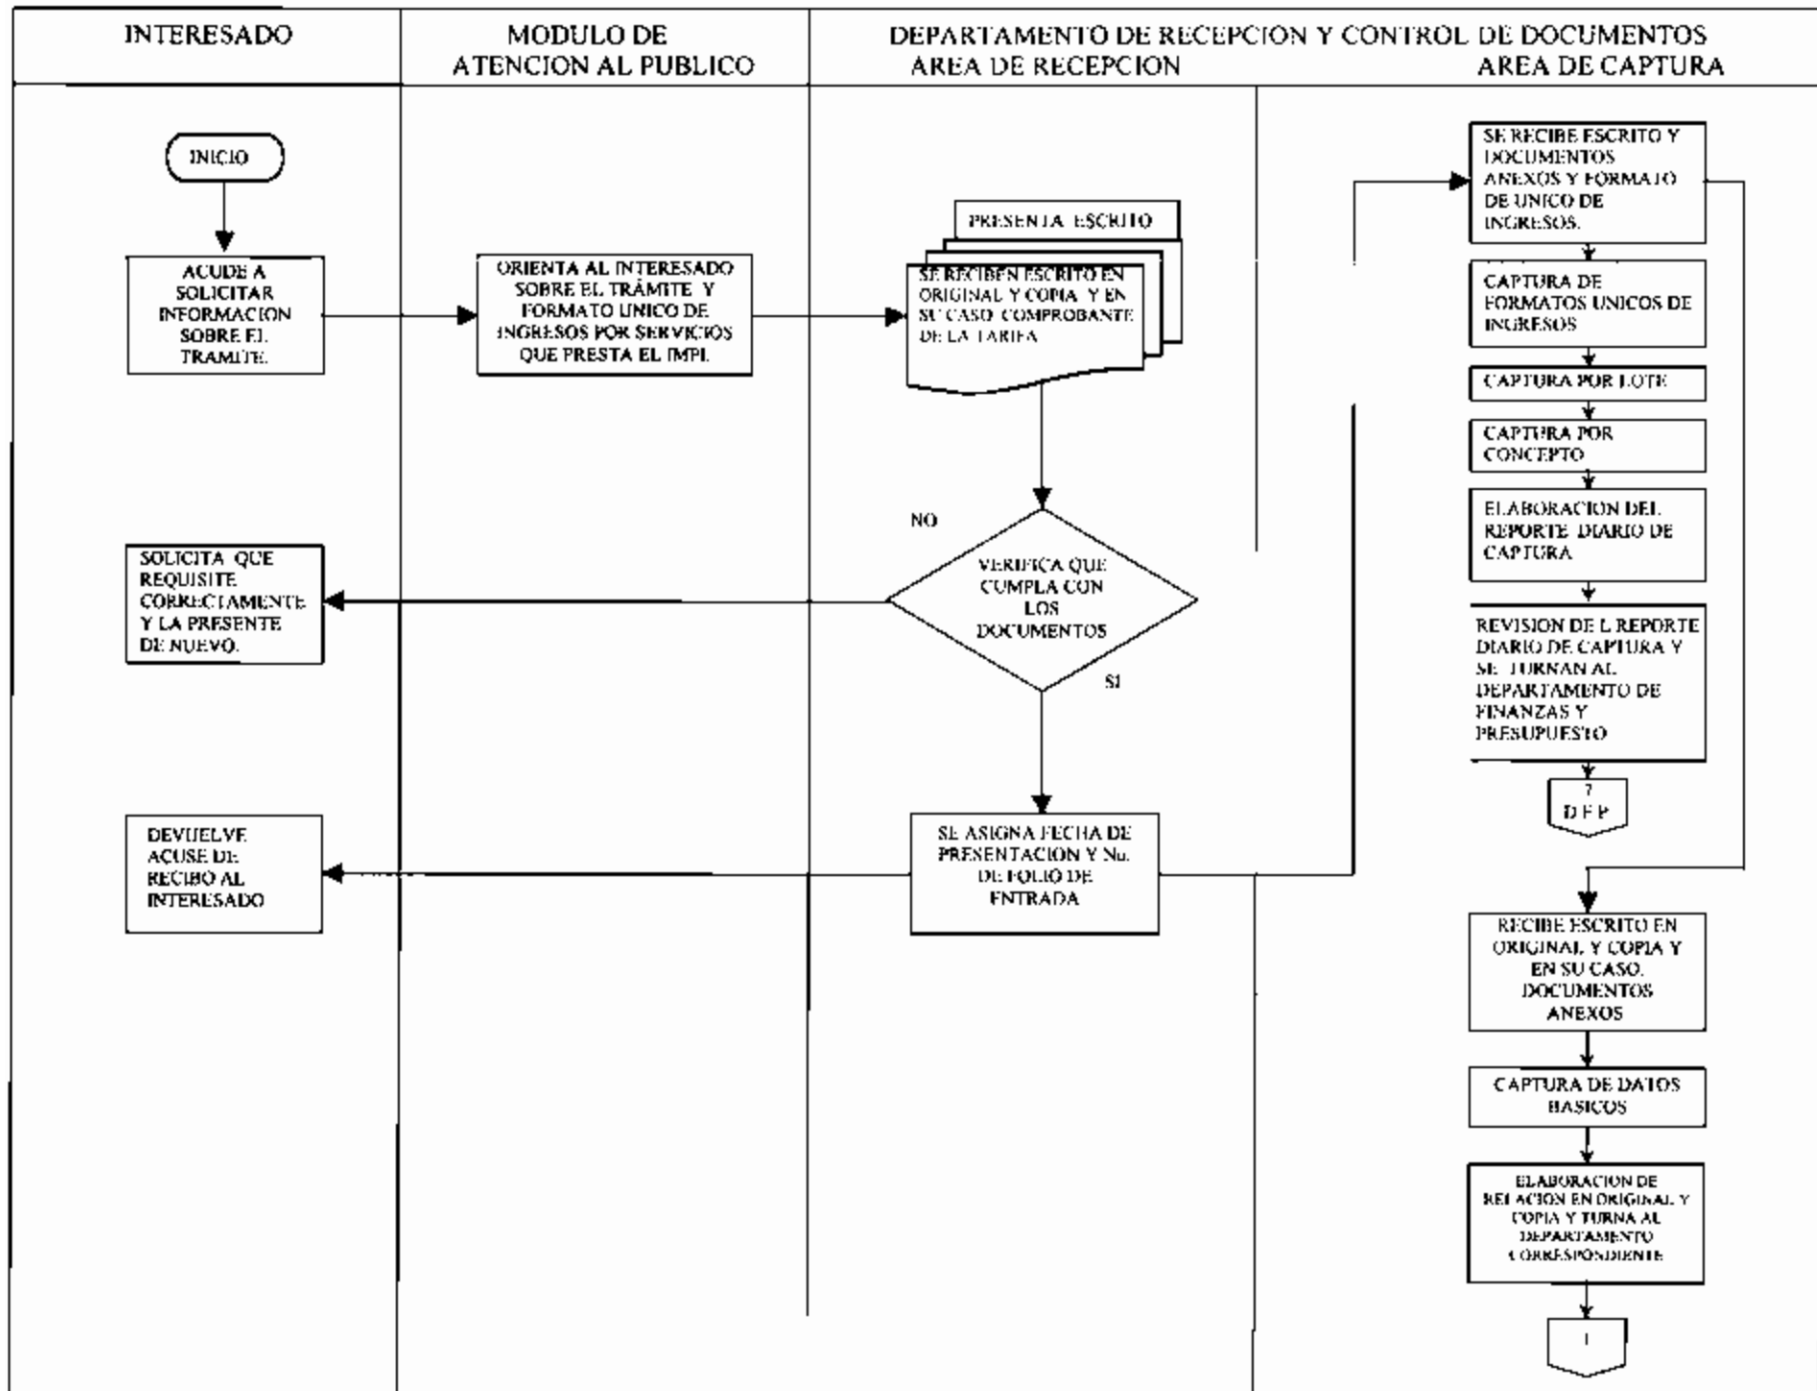 INTERESADO
MODULO DE
ATENCION AL PUBLICO
DEPARTAMENTO DE RECEPCION Y CONTROL DE DOCUMENTOS
AREA DE RECEPCION
AREA DE CAPTURA
INICIO
ACUDE A
SOLICITAR
INFORMACION
SOBRE EL
TRAMITE.
ORIENTA AL INTERESADO
SOBRE EL TRÁMITE Y
FORMATO UNICO DE
INGRESOS POR SERVICIOS
QUE PRESTA EL IMPI.
PRESENTA ESCRITO
SE RECIBEN ESCRITO EN
ORIGINAL Y COPIA Y EN
SU CASO COMPROBANTE
DE LA TARIFA
NO
VERIFICA QUE
CUMPLA CON
LOS
DOCUMENTOS
SI
SOLICITA QUE
REQUISITE
CORRECTAMENTE
Y LA PRESENTE
DE NUEVO.
SE ASIGNA FECHA DE
PRESENTACION Y No.
DE FOLIO DE
ENTRADA
DEVUELVE
ACUSE DE
RECIBO AL
INTERESADO
SE RECIBE ESCRITO Y
DOCUMENTOS
ANEXOS Y FORMATO
DE UNICO DE
INGRESOS.
CAPTURA DE
FORMATOS UNICOS DE
INGRESOS
CAPTURA POR LOTE
CAPTURA POR
CONCEPTO
ELABORACION DEL
REPORTE DIARIO DE
CAPTURA
REVISION DE L REPORTE
DIARIO DE CAPTURA Y
SE TURNAN AL
DEPARTAMENTO DE
FINANZAS Y
PRESUPUESTO
D F P
RECIBE ESCRITO EN
ORIGINAL Y COPIA Y
EN SU CASO.
DOCUMENTOS
ANEXOS
CAPTURA DE DATOS
BASICOS
ELABORACION DE
RELACION EN ORIGINAL Y
COPIA Y TURNA AL
DEPARTAMENTO
CORRESPONDIENTE
1